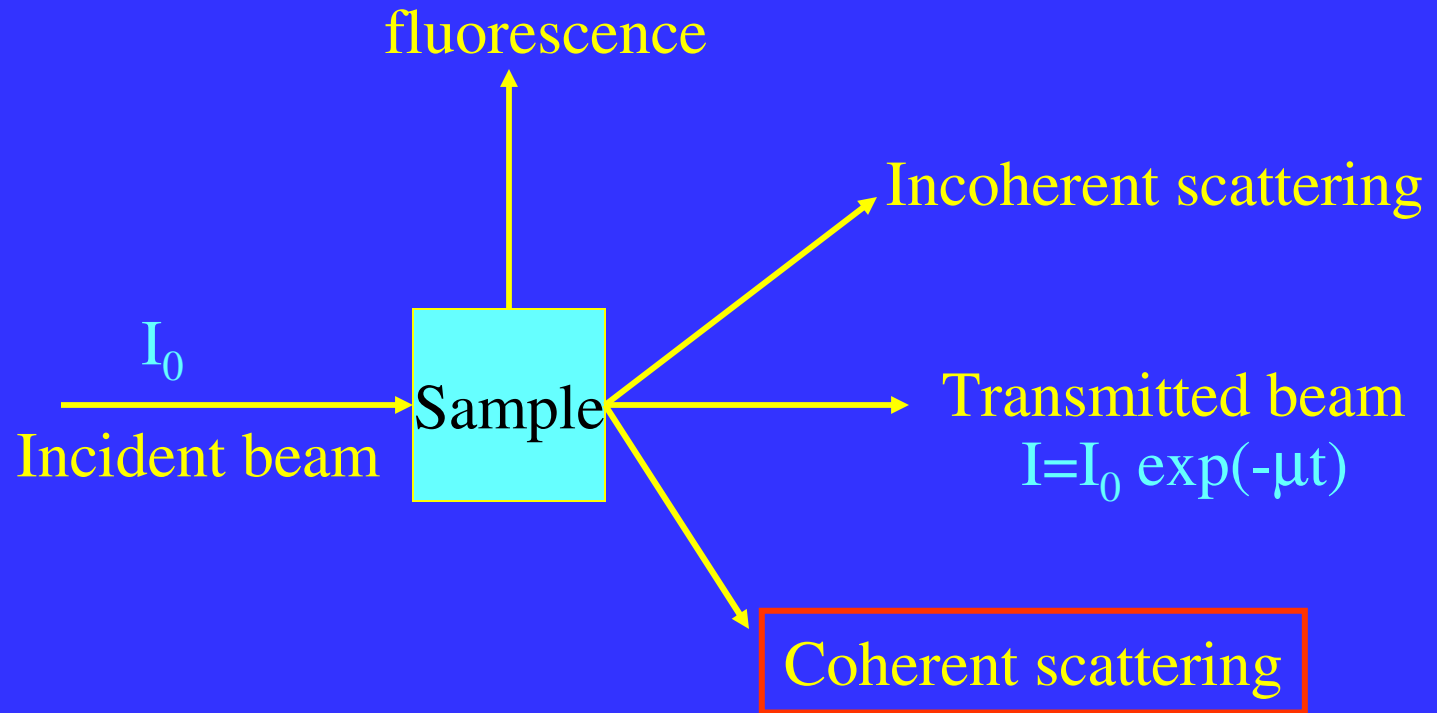 fluorescence
Incoherent scattering
I₀
Incident beam
Sample
Transmitted beam
I=I₀ exp(-μt)
Coherent scattering